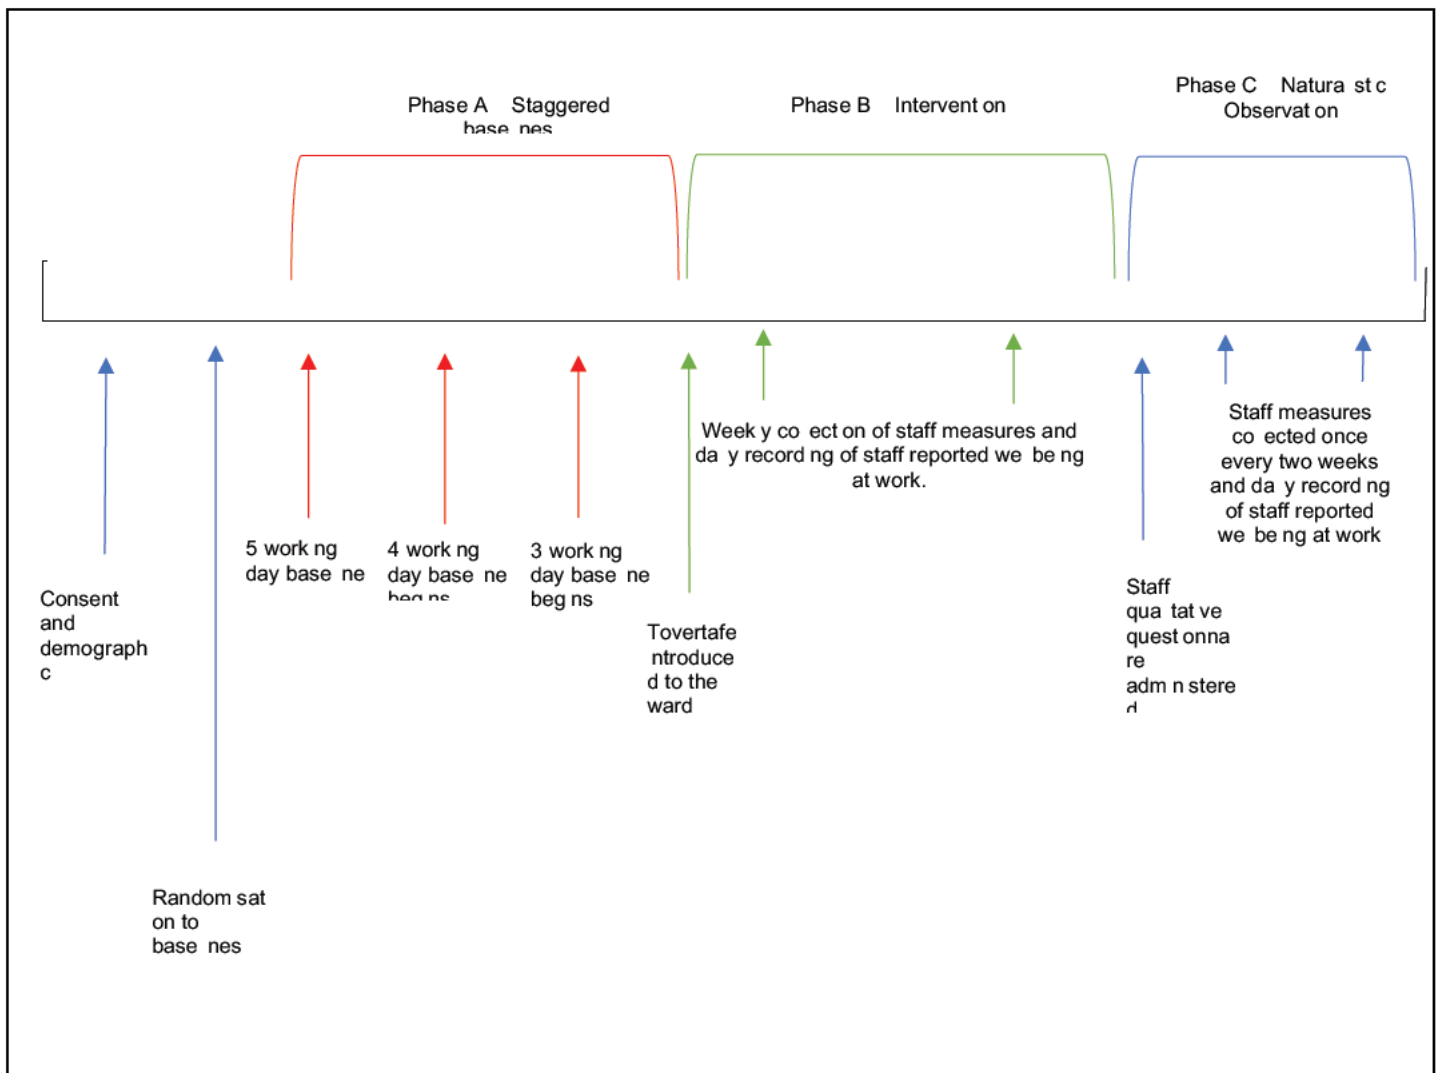 Phase A Staggered
base nes
Phase B Intervent on
Phase C Natura st c
Observat on
Week y co ect on of staff measures and
da y record ng of staff reported we be ng
at work.
Staff measures
co ected once
every two weeks
and da y record ng
of staff reported
we be ng at work
5 work ng
day base ne
4 work ng
day base ne
beg ns
3 work ng
day base ne
beg ns
Consent
and
demograph
c
Tovertafe
ntroduce
d to the
ward
Staff
qua tat ve
quest onna
re
adm n stere
d
Random sat
on to
base nes